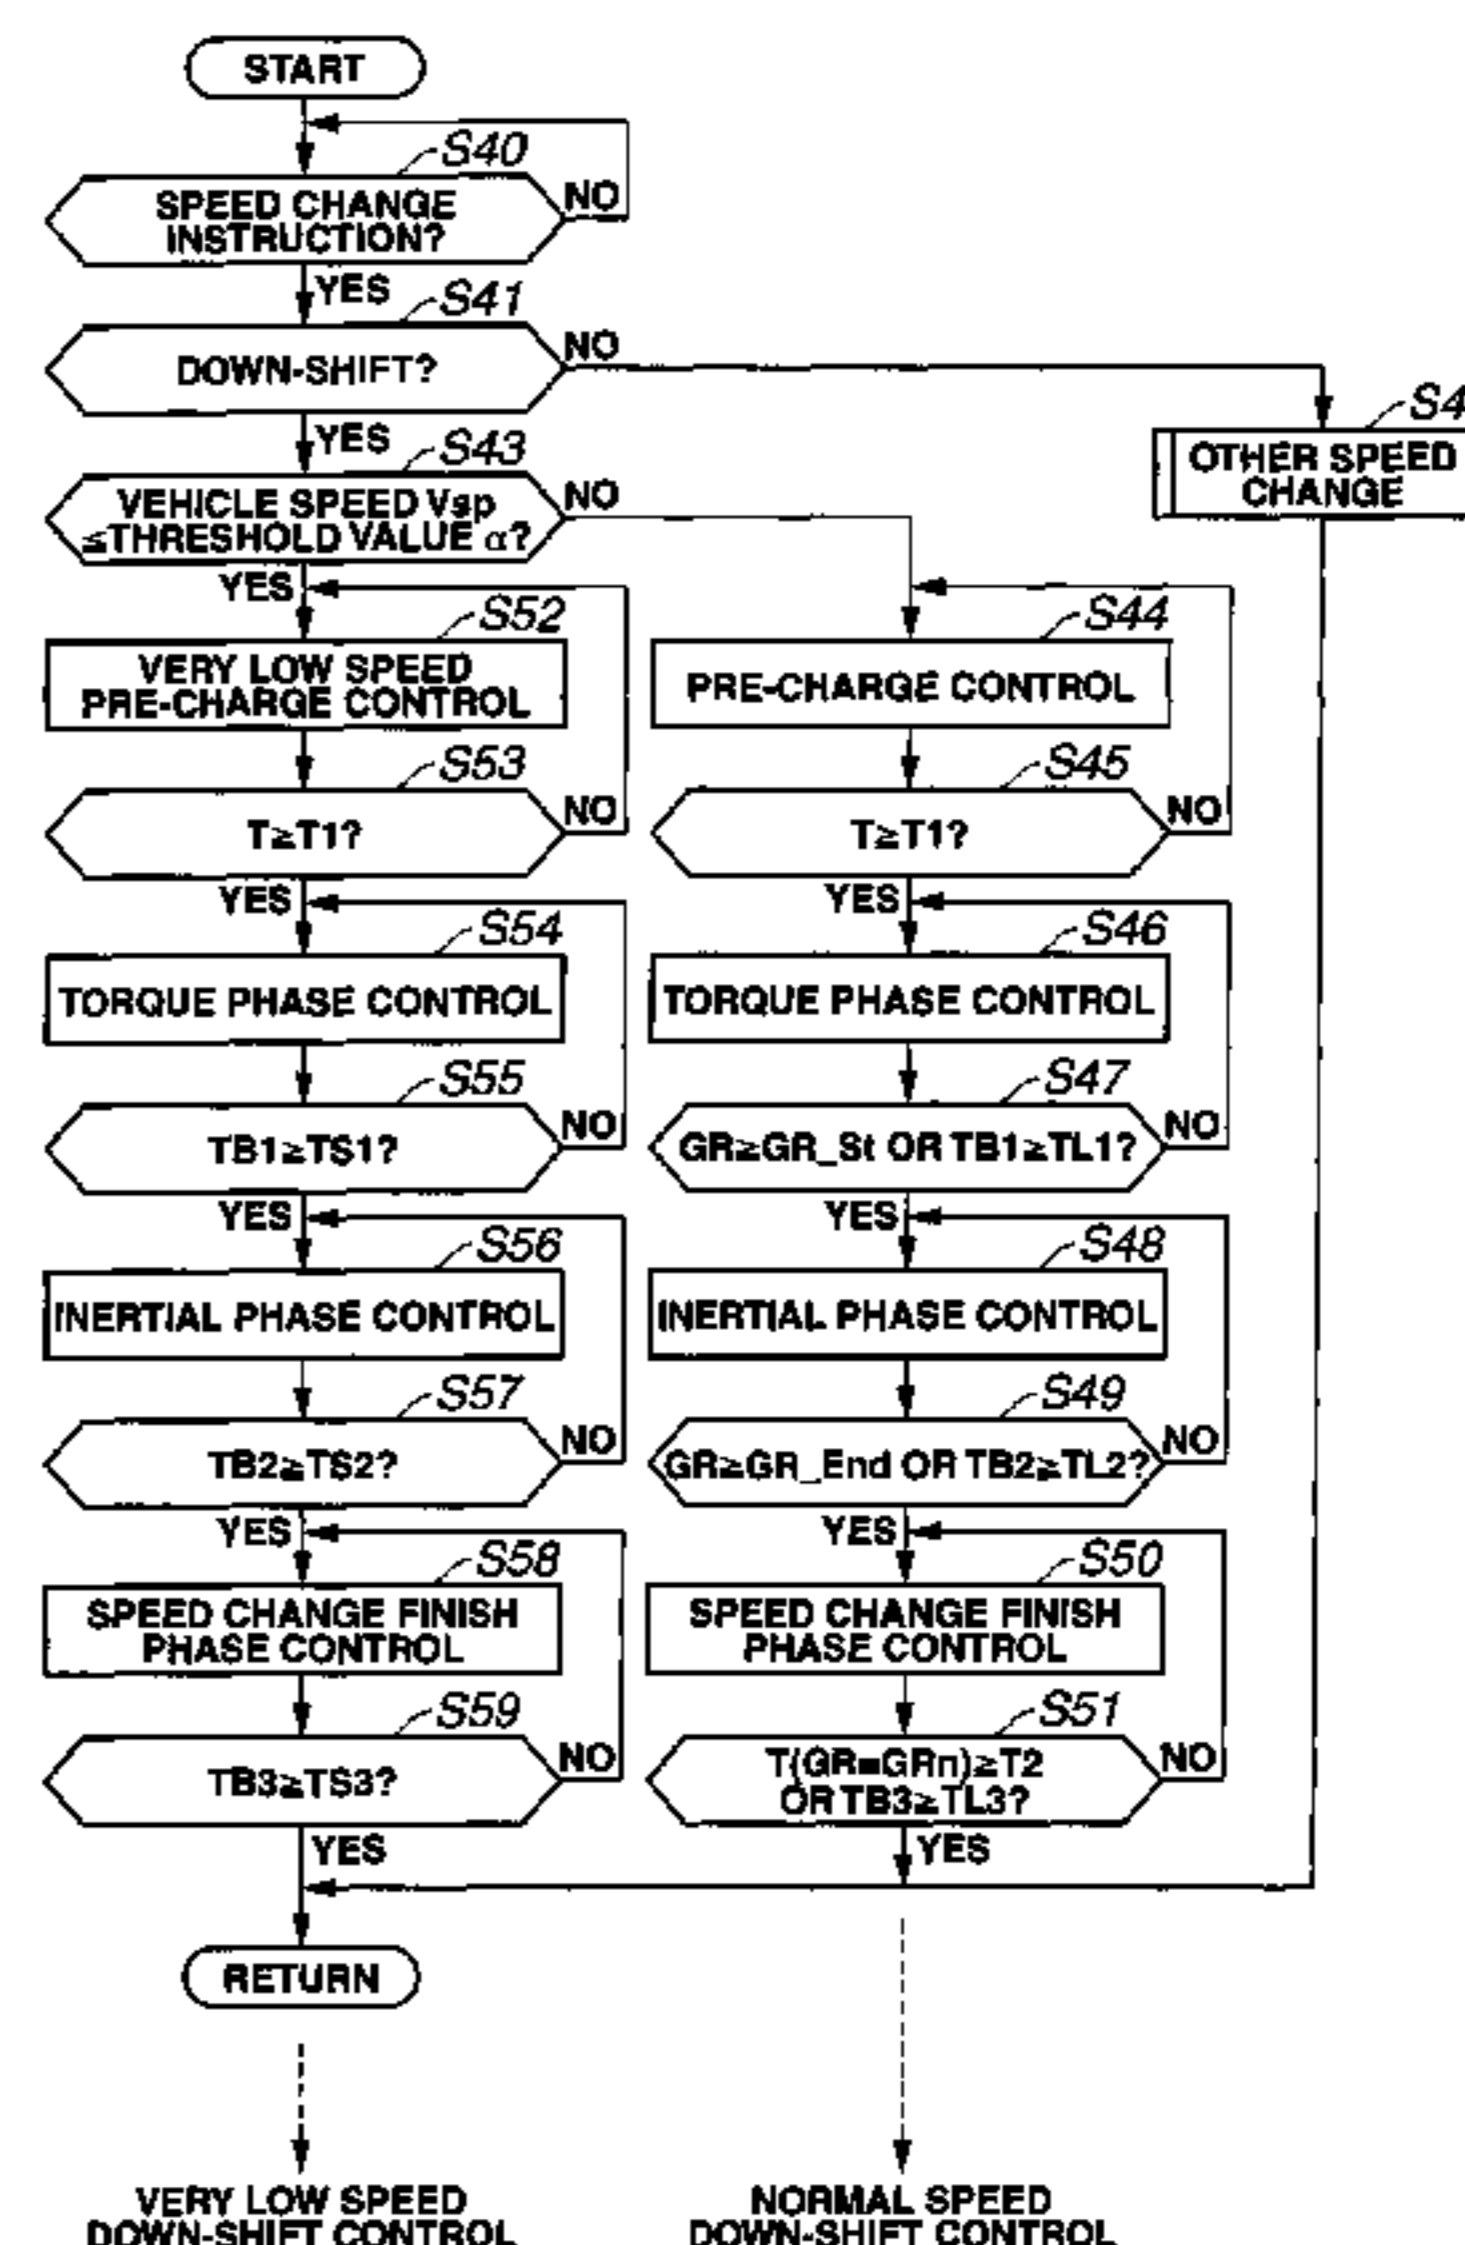 START
S40
SPEED CHANGE
INSTRUCTION?
NO
YES
S41
DOWN-SHIFT?
NO
YES
S4
OTHER SPEED
CHANGE
S43
VEHICLE SPEED Vsp
≦THRESHOLD VALUE α?
NO
YES
S52
VERY LOW SPEED
PRE-CHARGE CONTROL
S53
T≧T1?
NO
YES
S54
TORQUE PHASE CONTROL
S55
TB1≧TS1?
NO
YES
S56
INERTIAL PHASE CONTROL
S57
TB2≧TS2?
NO
YES
S58
SPEED CHANGE FINISH
PHASE CONTROL
S59
TB3≧TS3?
NO
YES
S44
PRE-CHARGE CONTROL
S45
T≧T1?
NO
YES
S46
TORQUE PHASE CONTROL
S47
GR≧GR_St OR TB1≧TL1?
NO
YES
S48
INERTIAL PHASE CONTROL
S49
GR≧GR_End OR TB2≧TL2?
NO
YES
S50
SPEED CHANGE FINISH
PHASE CONTROL
S51
T(GR=GRn)≧T2
OR TB3≧TL3?
NO
YES
RETURN
VERY LOW SPEED
DOWN-SHIFT CONTROL
NORMAL SPEED
DOWN-SHIFT CONTROL